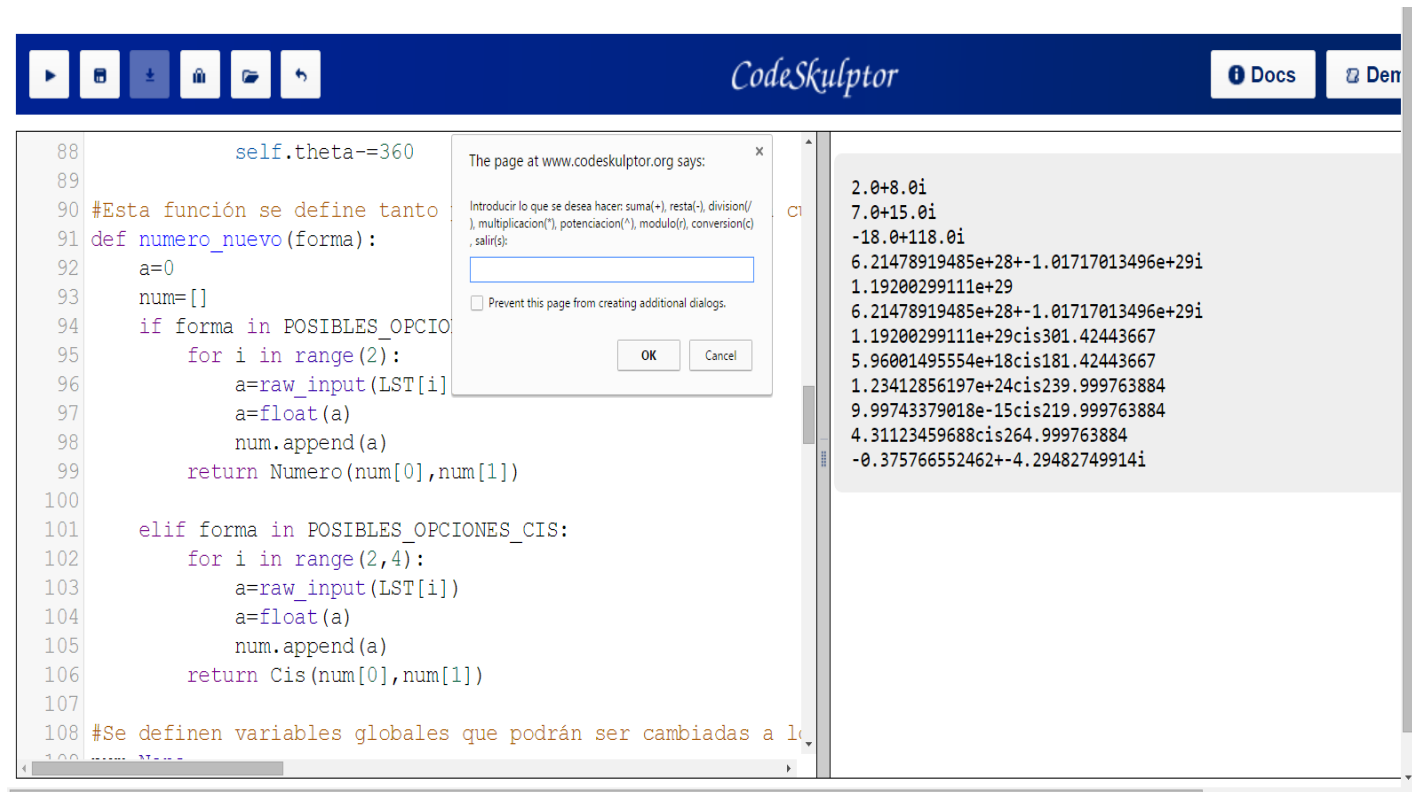 CodeSkulptor
Docs
Dem
88 self.theta-=360
89
90 #Esta función se define tanto
91 def numero_nuevo(forma):
92 a=0
93 num=[]
94 if forma in POSIBLES_OPCIO
95 for i in range(2):
96 a=raw_input(LST[i]
97 a=float(a)
98 num.append(a)
99 return Numero(num[0],num[1])
100
101 elif forma in POSIBLES_OPCIONES_CIS:
102 for i in range(2,4):
103 a=raw_input(LST[i])
104 a=float(a)
105 num.append(a)
106 return Cis(num[0],num[1])
107
108 #Se definen variables globales que podrán ser cambiadas a lo
The page at www.codeskulptor.org says:
x
Introducir lo que se desea hacer: suma(+), resta(-), division(/
), multiplicacion(*), potenciacion(^), modulo(r), conversion(c)
, salir(s):
Prevent this page from creating additional dialogs.
OK
Cancel
2.0+8.0i
7.0+15.0i
-18.0+118.0i
6.21478919485e+28+-1.01717013496e+29i
1.19200299111e+29
6.21478919485e+28+-1.01717013496e+29i
1.19200299111e+29cis301.42443667
5.96001495554e+18cis181.42443667
1.23412856197e+24cis239.999763884
9.99743379018e-15cis219.999763884
4.31123459688cis264.999763884
-0.375766552462+-4.29482749914i